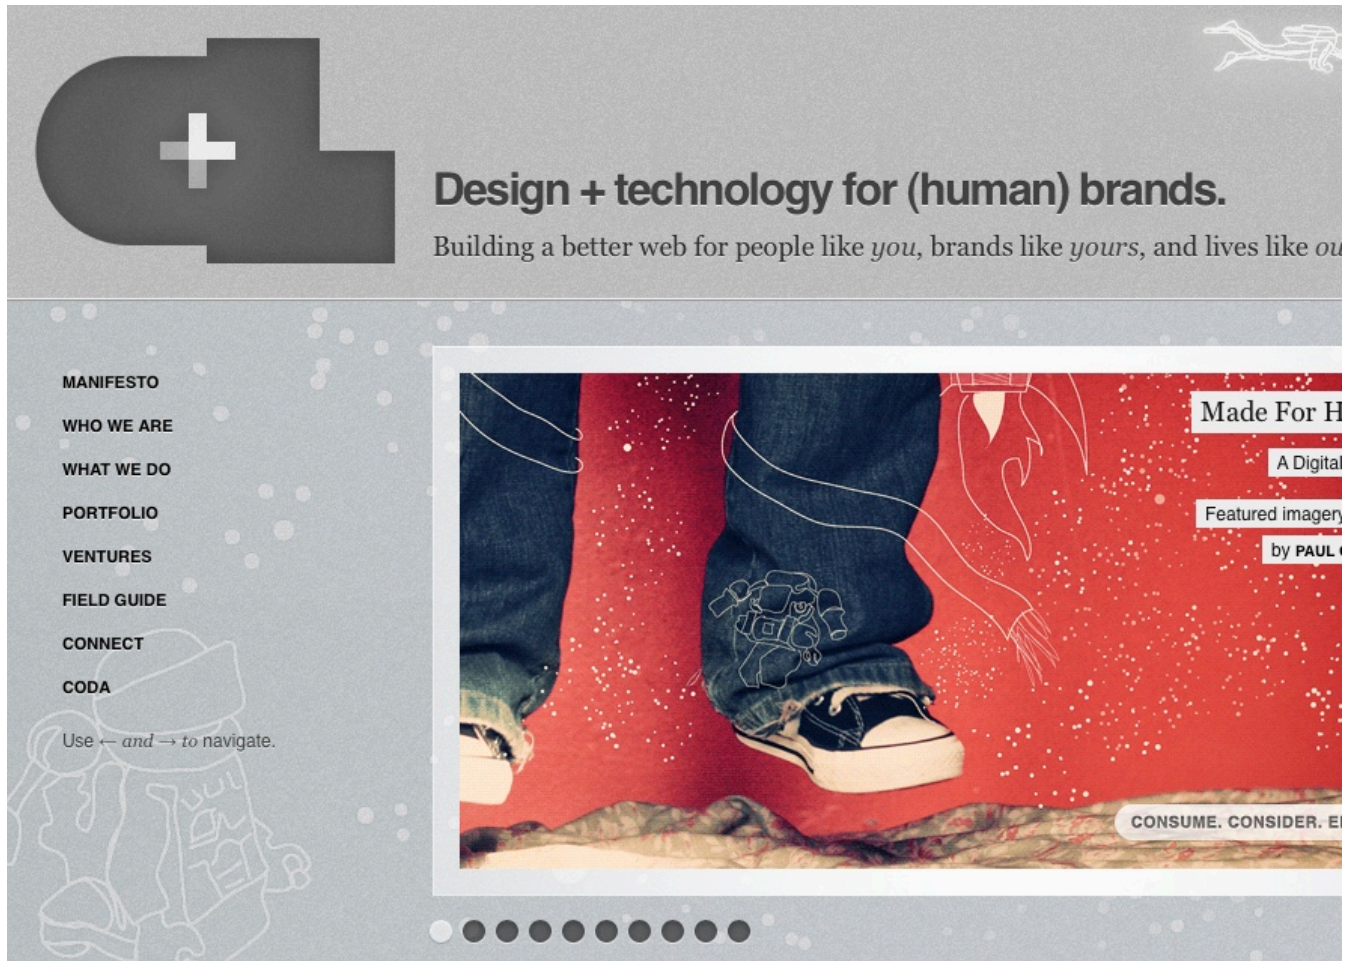 Design + technology for (human) brands.
Building a better web for people like you, brands like yours, and lives like
MANIFESTO
WHO WE ARE
WHAT WE DO
PORTFOLIO
VENTURES
FIELD GUIDE
CONNECT
CODA
Use ← and → to navigate.
Made For
A Digital
Featured imagery
by PAUL
CONSUME. CONSIDER.